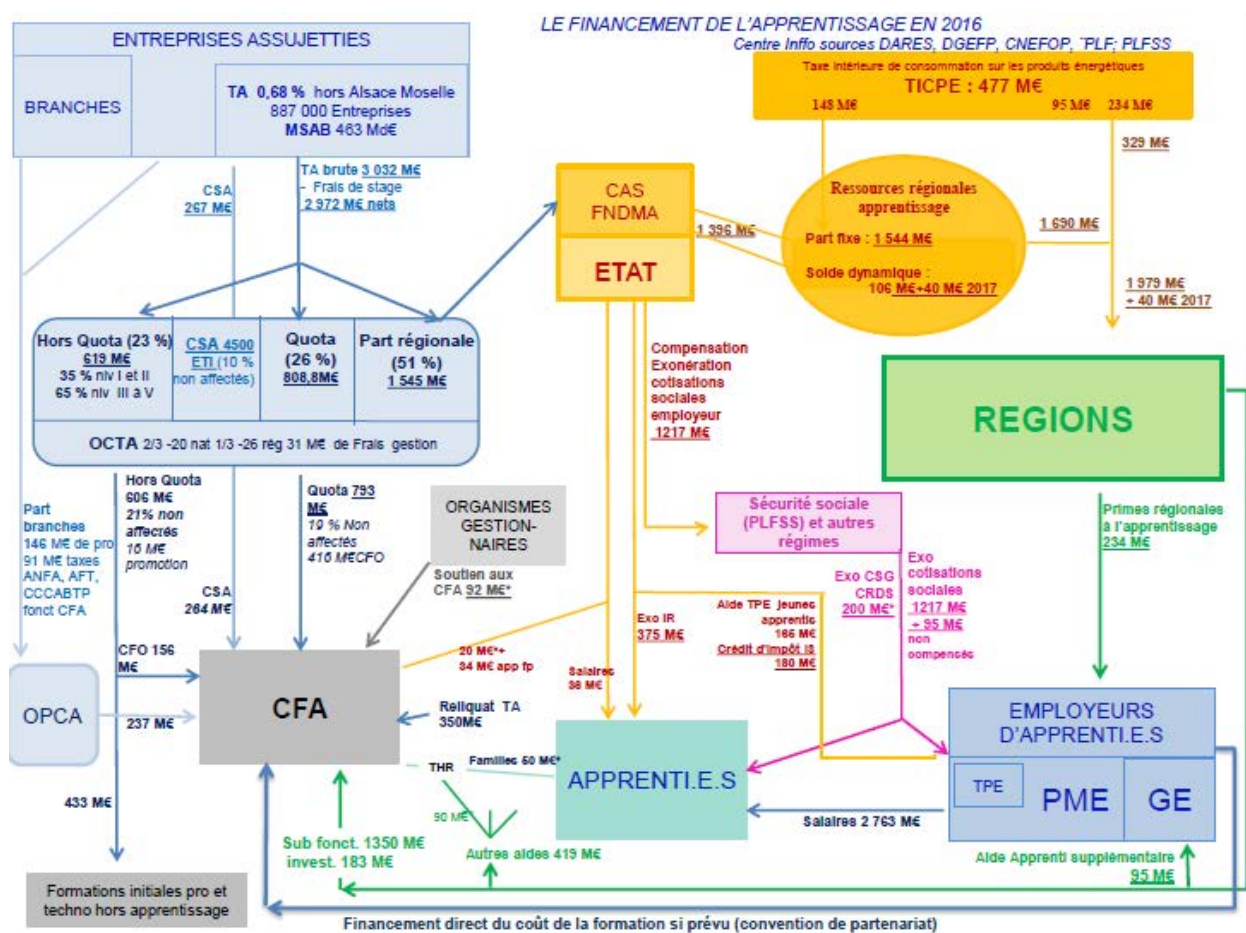 LE FINANCEMENT DE L'APPRENTISSAGE EN 2016
Centre Inffo sources DARES, DGEFP, CNEFOP, ¨PLF; PLFSS
ENTREPRISES ASSUJETTIES
BRANCHES
TA 0,68 % hors Alsace Moselle
887 000 Entreprises
MSAB 463 Md€
Taxe intérieure de consommation sur les produits énergétiques
TICPE : 477 M€
148 M€
95 M€
234 M€
329 M€
CSA
267 M€
TA brute 3 032 M€
- Frais de stage
2 972 M€ nets
CAS
FNDMA
ETAT
1 396 M€
Ressources régionales
apprentissage
Part fixe : 1 544 M€
Solde dynamique :
106 M€+40 M€ 2017
1 690 M€
1 979 M€
+ 40 M€ 2017
Hors Quota (23 %)
619 M€
35 % niv I et II
65 % niv III à V
CSA 4500
ETI (10 %
non affectés)
Quota
(26 %)
808,8M€
Part régionale
(51 %)
1 545 M€
OCTA 2/3 -20 nat 1/3 -26 rég 31 M€ de Frais gestion
Compensation
Exonération
cotisations
sociales
employeur
1217 M€
REGIONS
Part
branches
146 M€ de pro
91 M€ taxes
ANFA, AFT,
CCCABTP
fonct CFA
Hors Quota
606 M€
21% non
affectés
16 M€
promotion
CSA
264 M€
Quota 793
M€
19 % Non
affectés
416 M€CFO
ORGANISMES
GESTION-
NAIRES
Soutien aux
CFA 92 M€*
Sécurité sociale
(PLFSS) et autres
régimes
Primes régionales
à l'apprentissage
234 M€
Exo CSG
CRDS
200 M€*
Exo
cotisations
sociales
1217 M€
+ 95 M€
non
compensés
Exo IR
375 M€
Aide TPE jeunes
apprentis
166 M€
Crédit d'impôt IS
180 M€
CFO 156
M€
20 M€*+
34 M€ app fp
Salaires
38 M€
OPCA
237 M€
CFA
Reliquat TA
350M€
THR
Familles 60 M€*
APPRENTI.E.S
EMPLOYEURS
D'APPRENTI.E.S
TPE
PME
GE
433 M€
90 M€*
Salaires 2 763 M€
Sub fonct. 1350 M€
invest. 183 M€
Autres aides 419 M€
Aide Apprenti supplémentaire
95 M€
Formations initiales pro et
techno hors apprentissage
Financement direct du coût de la formation si prévu (convention de partenariat)